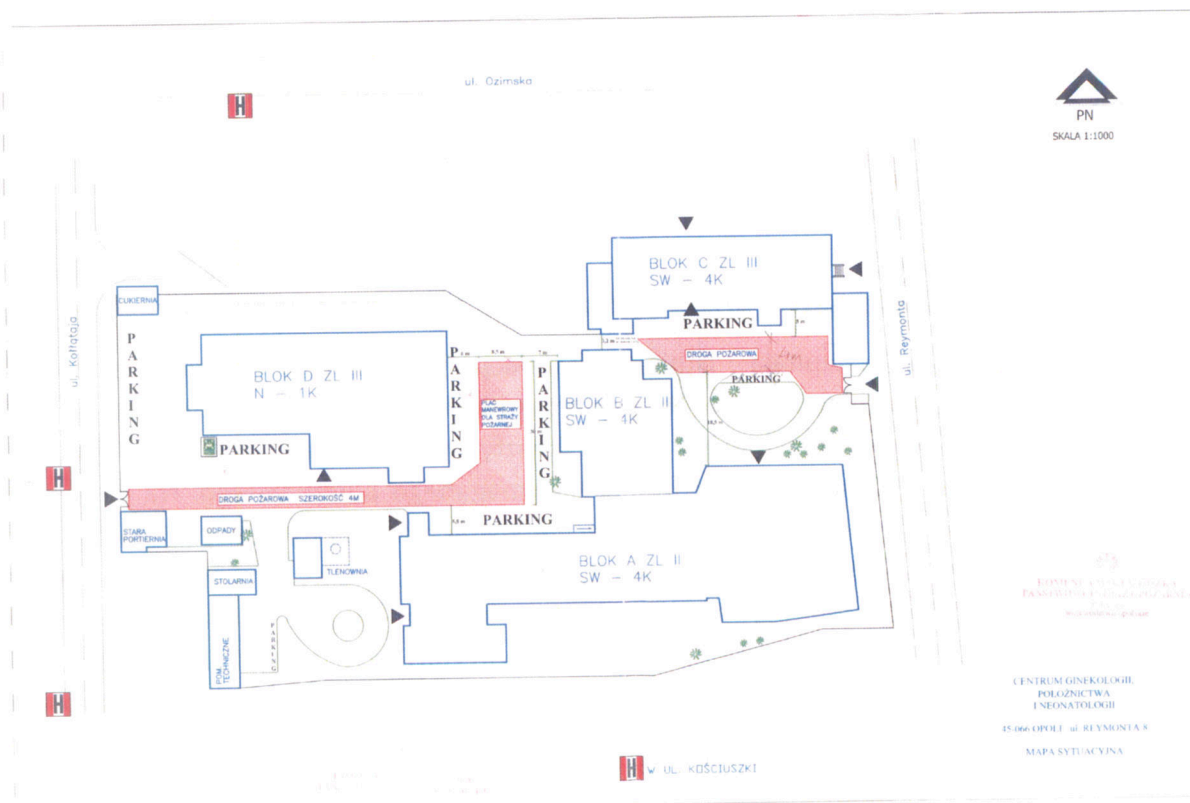 ul. Ozimska
H
PN
SKALA 1:1000
ul. Kołłątaja
ul. Reymonta
BLOK C ZL III
SW - 4K
CUKIERNIA
PARKING
PARKING
DROGA POŻAROWA
4m
PARKING
BLOK D ZL III
N - 1K
PARKING
PLAC
MANEWROWY
DLA STRAŻY
POŻARNEJ
PARKING
BLOK B ZL II
SW - 4K
PARKING
H
DROGA POŻAROWA SZEROKOŚĆ 4M
STARA
PORTIERNIA
ODPADY
PARKING
TLENOWNIA
STOLARNIA
BLOK A ZL II
SW - 4K
PARKING
POM.
TECHNICZNE
H
H W UL. KOŚCIUSZKI
CENTRUM GINEKOLOGII,
POŁOŻNICTWA
I NEONATOLOGII
45-066 OPOLE ul. REYMONTA 8
MAPA SYTUACYJNA